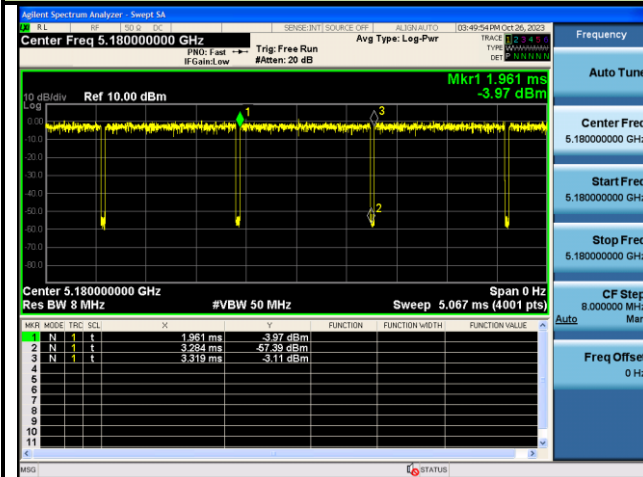 Agilent Spectrum Analyzer - Swept SA
RL RF 50 Ω DC SENSE:INT SOURCE OFF ALIGNAUTO 03:49:54 PM Oct 26, 2023
Center Freq 5.180000000 GHz
PNO: Fast
IFGain:Low
Trig: Free Run
#Atten: 20 dB
Avg Type: Log-Pwr
TRACE 1 2 3 4 5 6
TYPE
DET P N N N N N
Mkr1 1.961 ms
-3.97 dBm
10 dB/div Ref 10.00 dBm
Log
0.00
-10.0
-20.0
-30.0
-40.0
-50.0
-60.0
-70.0
-80.0
1
3
2
Center 5.180000000 GHz Span 0 Hz
Res BW 8 MHz #VBW 50 MHz Sweep 5.067 ms (4001 pts)
MKR MODE TRC SCL X Y FUNCTION FUNCTION WIDTH FUNCTION VALUE
1 N 1 t 1.961 ms -3.97 dBm
2 N 1 t 3.284 ms -57.39 dBm
3 N 1 t 3.319 ms -3.11 dBm
4
5
6
7
8
9
10
11
MSG STATUS
Frequency
Auto Tune
Center Freq
5.180000000 GHz
Start Freq
5.180000000 GHz
Stop Freq
5.180000000 GHz
CF Step
8.000000 MHz
Auto Man
Freq Offset
0 Hz